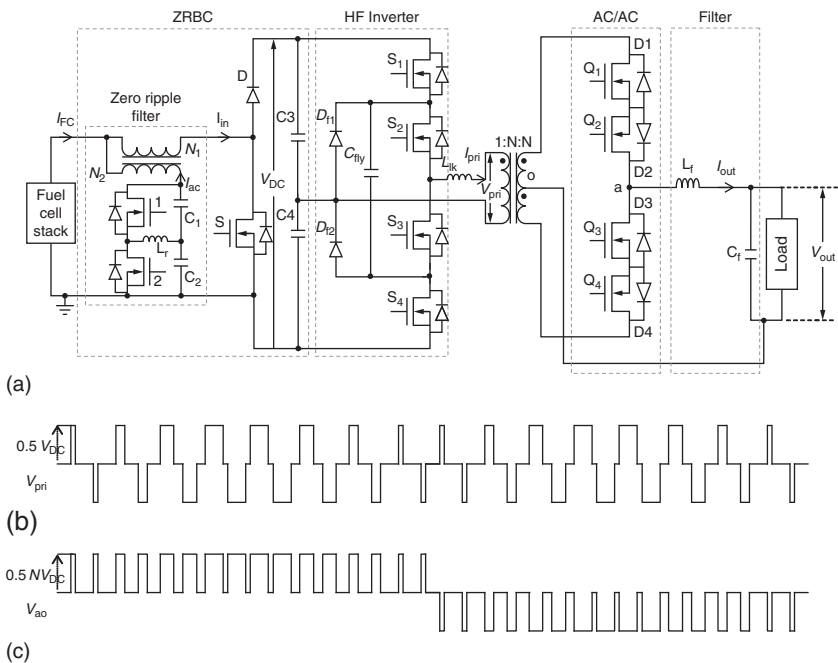 ZRBC
HF Inverter
AC/AC
Filter
Zero ripple
filter
I_FC
I_in
D
N_1
N_2
I_ac
Fuel
cell
stack
1
C_1
L_r
2
C_2
S
V_DC
C3
C4
D_f1
D_f2
C_fly
S_1
S_2
S_3
S_4
L_lk
I_pri
V_pri
1:N:N
o
D1
Q_1
Q_2
D2
a
D3
Q_3
Q_4
D4
L_f
I_out
C_f
Load
V_out
(a)
0.5 V_DC
V_pri
(b)
0.5 NV_DC
V_ao
(c)